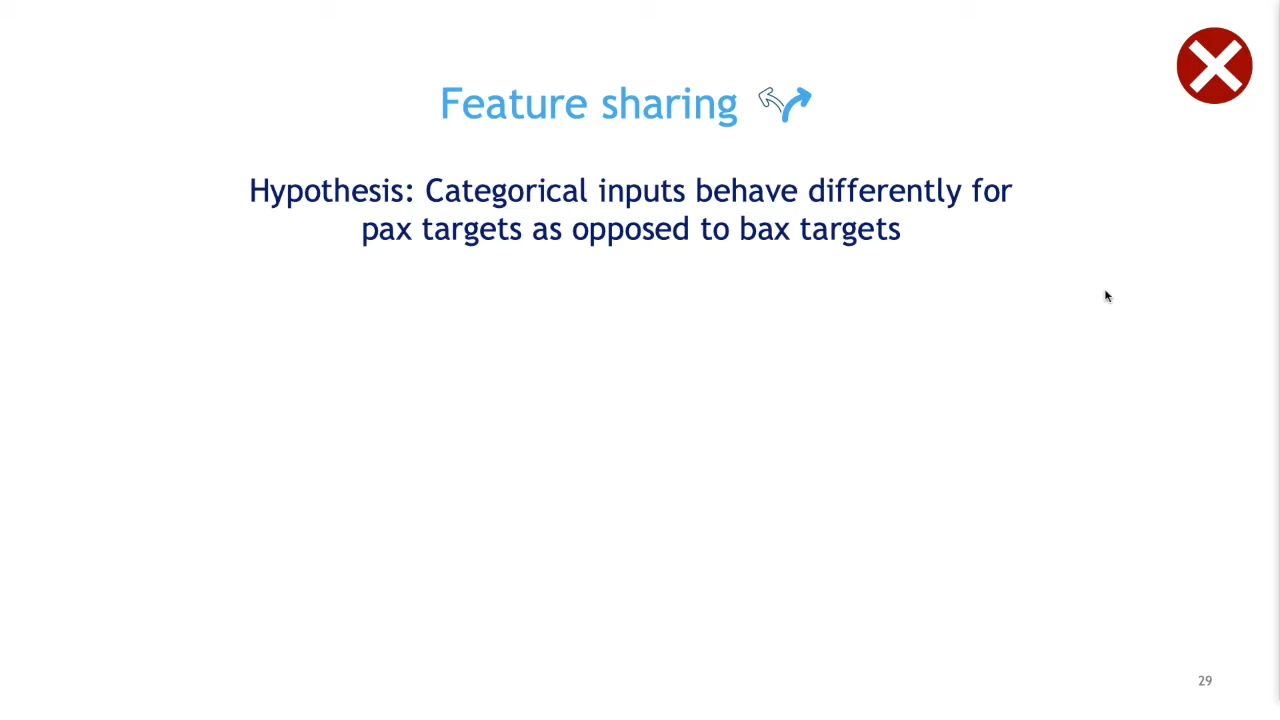 Feature sharing
Hypothesis: Categorical inputs behave differently for
pax targets as opposed to bax targets
29